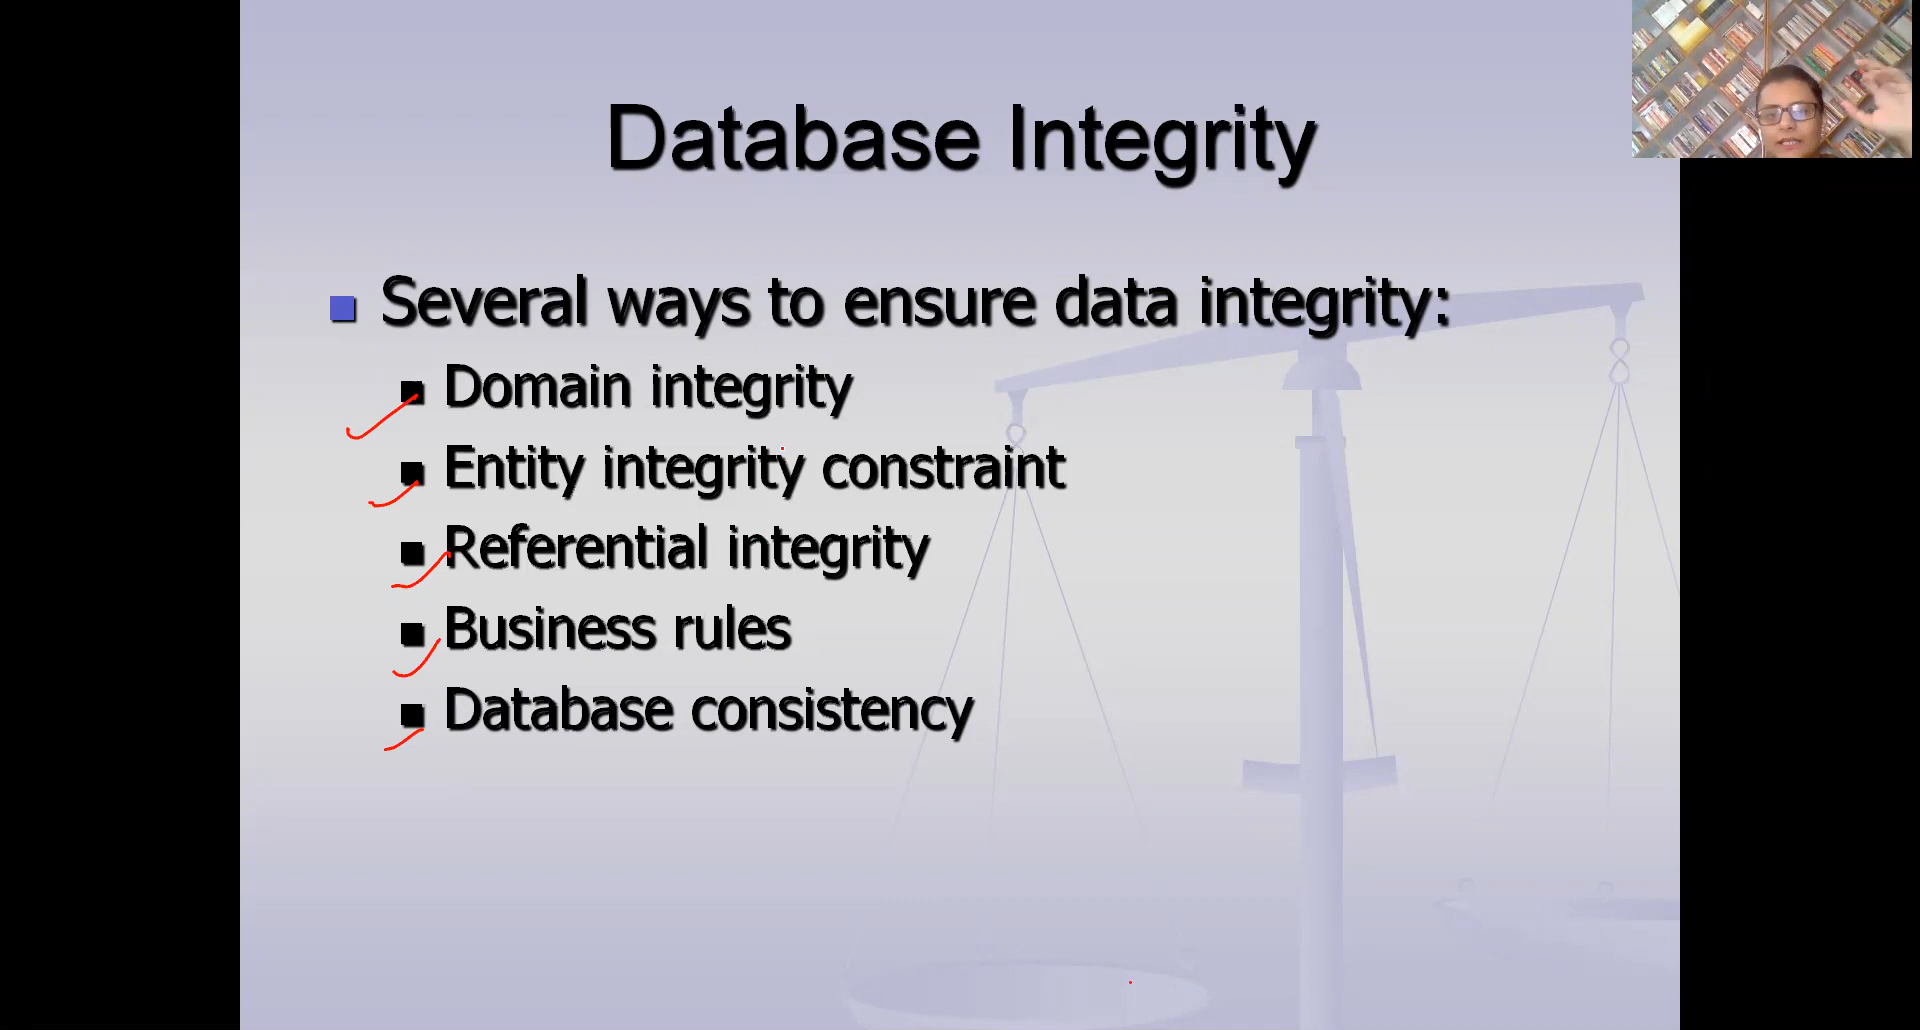 Database Integrity
Several ways to ensure data integrity:
Domain integrity
Entity integrity constraint
Referential integrity
Business rules
Database consistency